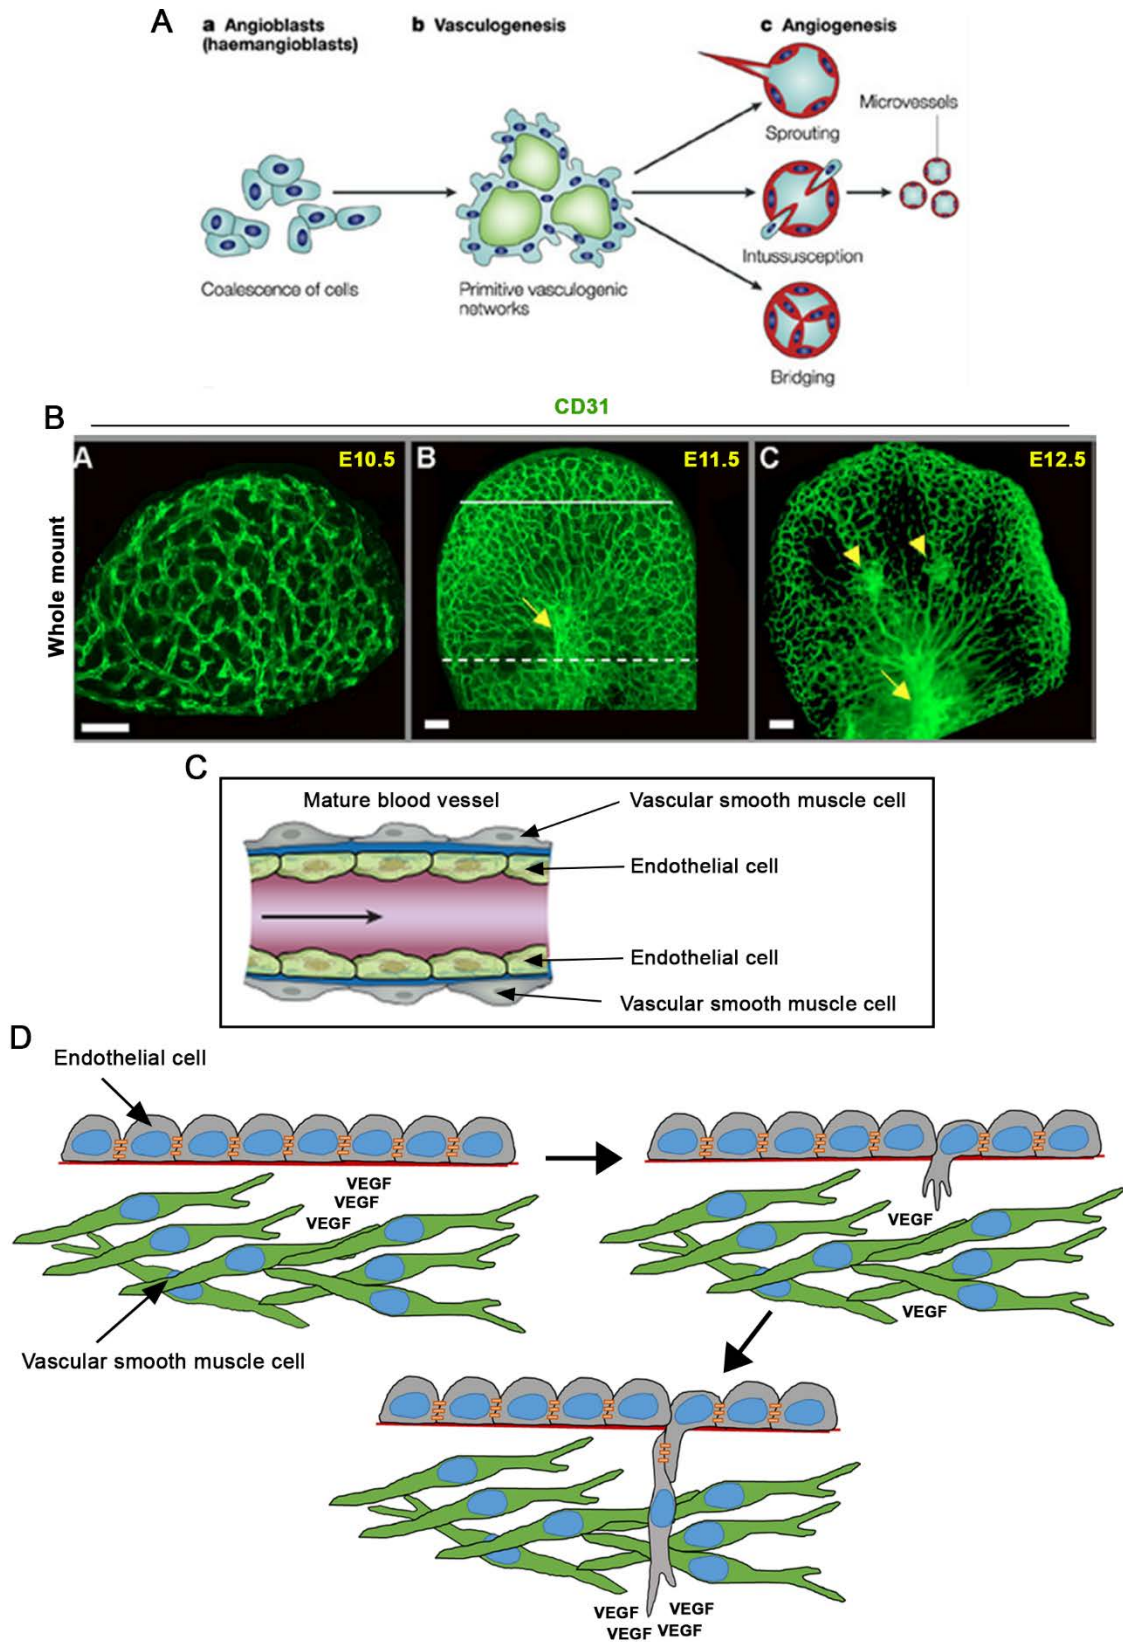 A
a Angioblasts
(haemangioblasts)
b Vasculogenesis
c Angiogenesis
Microvessels
Sprouting
Intussusception
Coalescence of cells
Primitive vasculogenic
networks
Bridging
B
CD31
Whole mount
A
E10.5
B
E11.5
C
E12.5
C
Mature blood vessel
Vascular smooth muscle cell
Endothelial cell
Endothelial cell
Vascular smooth muscle cell
D
Endothelial cell
VEGF
VEGF
VEGF
VEGF
VEGF
Vascular smooth muscle cell
VEGF
VEGF
VEGF
VEGF